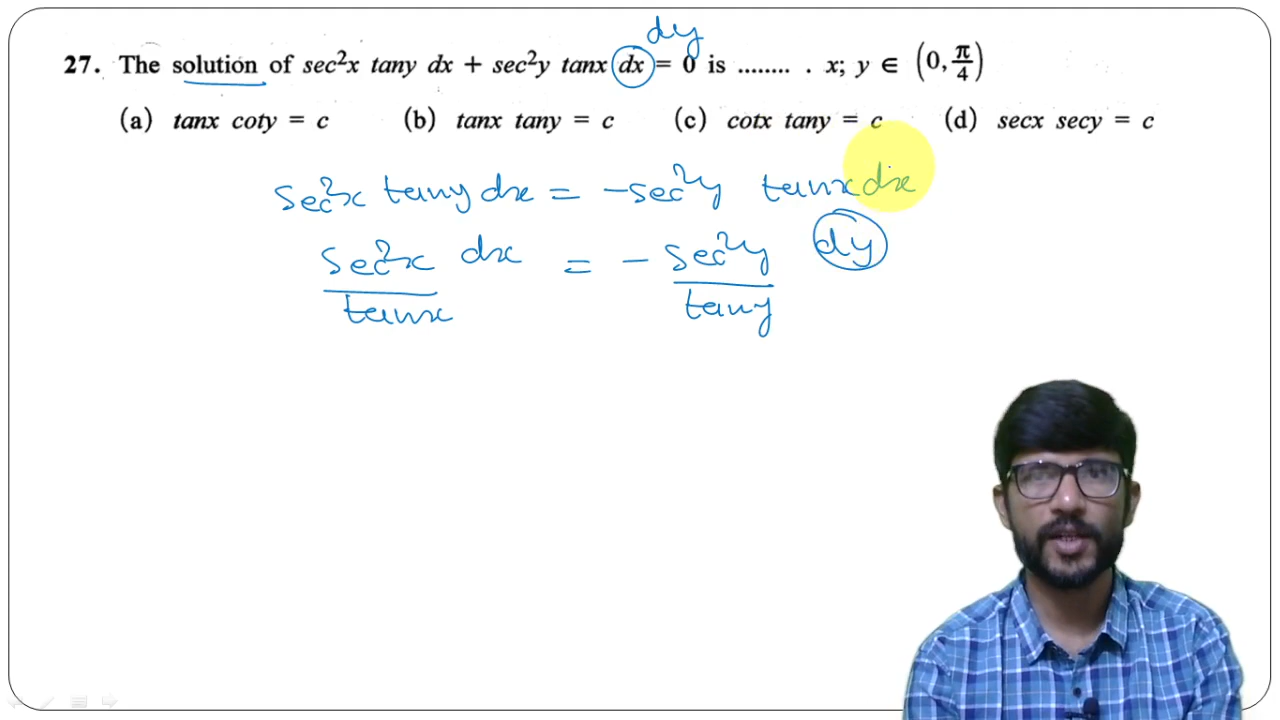 dy
27. The solution of sec²x tany dx + sec²y tanx dx = 0 is ........ . x; y ∈ (0, π/4)
(a) tanx coty = c (b) tanx tany = c (c) cotx tany = c (d) secx secy = c
sec²x tany dx = -sec²y tanx dx
sec²x/tanx dx = - sec²y/tany dy